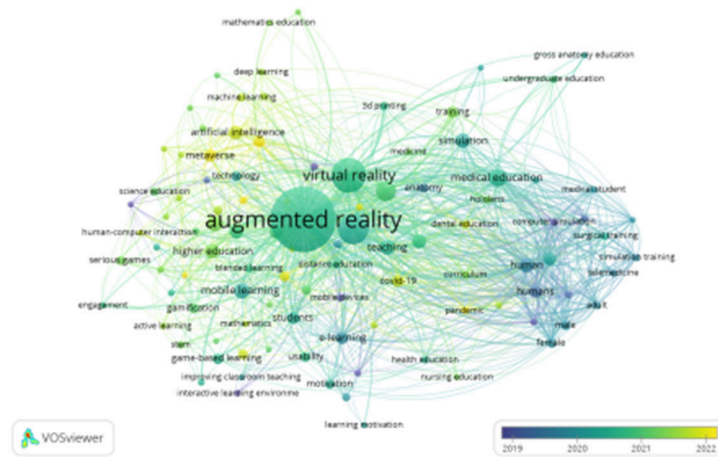 mathematics education
gross anatomy education
deep learning
undergraduate education
machine learning
3d printing
training
artificial intelligence
simulation
medicine
metaverse
virtual reality
technology
medical education
anatomy
medical student
science education
hololens
augmented reality
dental education
computer simulation
human-computer interaction
surgical training
teaching
higher education
serious games
simulation training
blended learning
distance education
human
telemedicine
curriculum
covid-19
mobile learning
humans
mobile devices
engagement
gamification
pandemic
adult
students
active learning
mathematics
male
e-learning
female
stem
game-based learning
usability
health education
improving classroom teaching
nursing education
motivation
interactive learning environme
learning motivation
VOSviewer
2019 2020 2021 2022